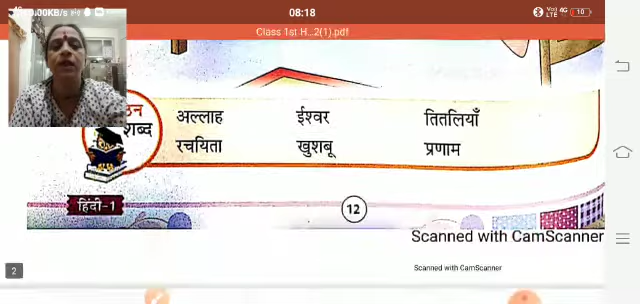 08:18
Class 1st H...2(1).pdf
शब्द
अल्लाह ईश्वर तितलियाँ
रचयिता खुशबू प्रणाम
हिंदी-1
12
Scanned with CamScanner
Scanned with CamScanner
2